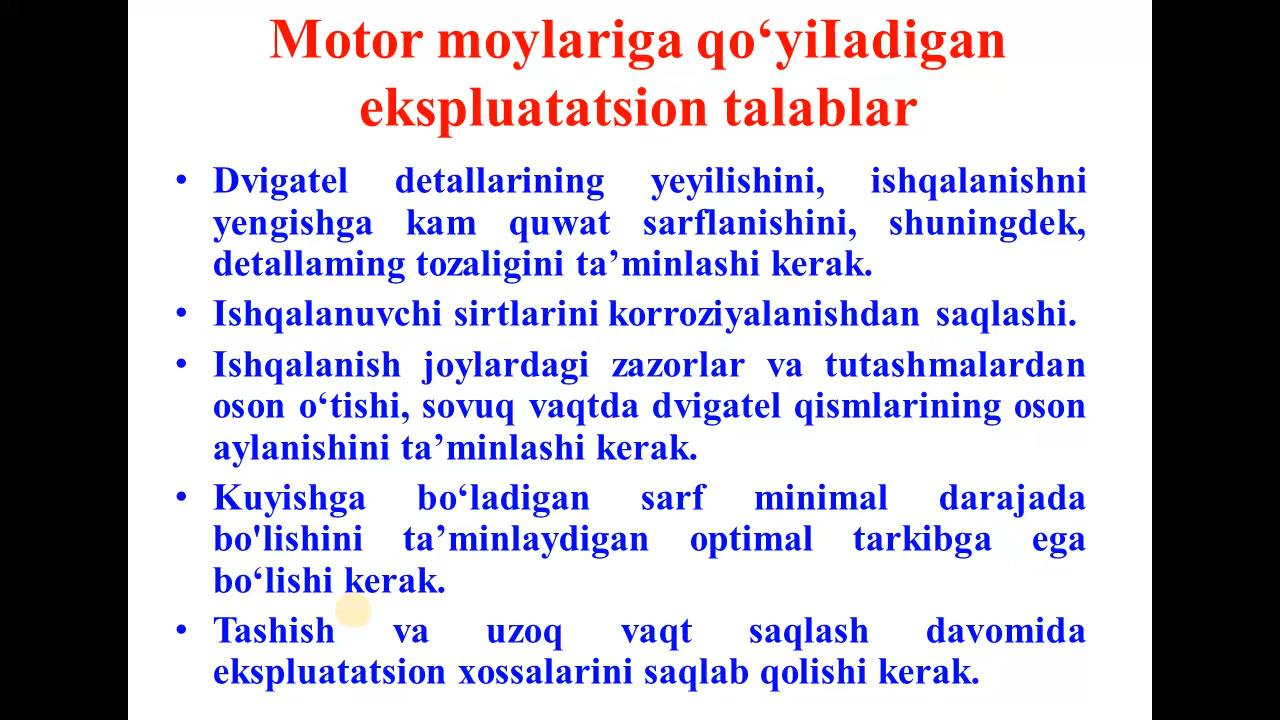 Motor moylariga qo‘yiIadigan
ekspluatatsion talablar
• Dvigatel detallarining yeyilishini, ishqalanishni
yengishga kam quwat sarflanishini, shuningdek,
detallaming tozaligini ta’minlashi kerak.
• Ishqalanuvchi sirtlarini korroziyalanishdan saqlashi.
• Ishqalanish joylardagi zazorlar va tutashmalardan
oson o‘tishi, sovuq vaqtda dvigatel qismlarining oson
aylanishini ta’minlashi kerak.
• Kuyishga bo‘ladigan sarf minimal darajada
bo'lishini ta’minlaydigan optimal tarkibga ega
bo‘lishi kerak.
• Tashish va uzoq vaqt saqlash davomida
ekspluatatsion xossalarini saqlab qolishi kerak.